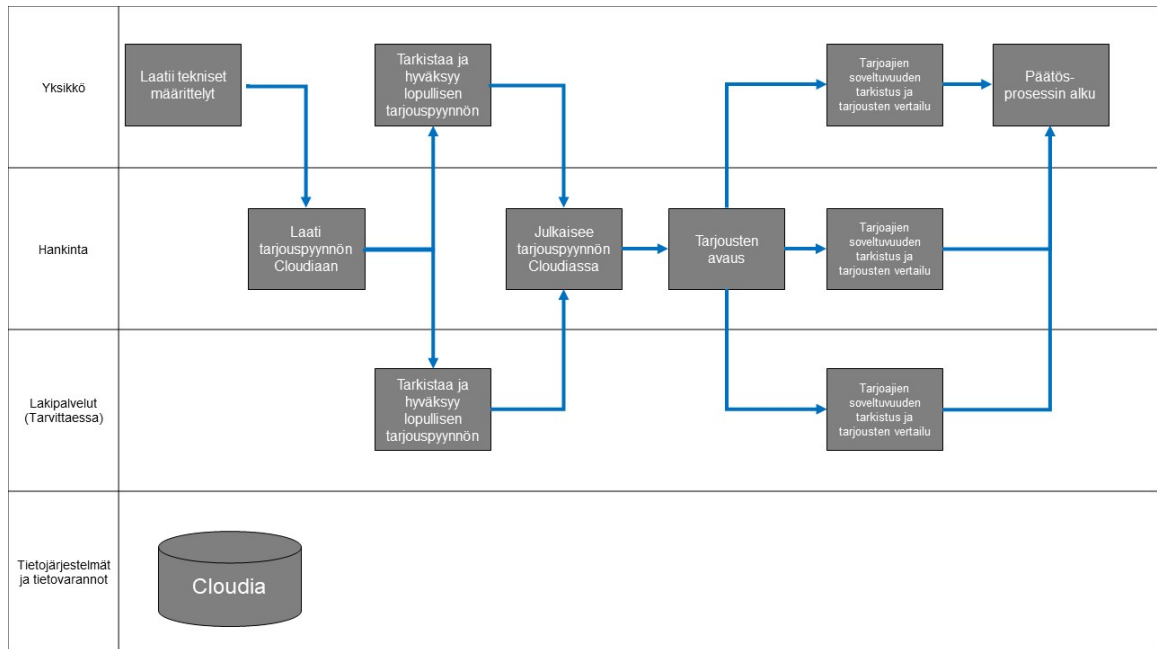 Yksikkö
Laatii tekniset
määrittelyt
Tarkistaa ja
hyväksyy
lopullisen
tarjouspyynnön
Tarjoajien
soveltuvuuden
tarkistus ja
tarjousten vertailu
Päätös-
prosessin alku
Hankinta
Laati
tarjouspyynnön
Cloudiaan
Julkaisee
tarjouspyynnön
Cloudiassa
Tarjousten
avaus
Tarjoajien
soveltuvuuden
tarkistus ja
tarjousten vertailu
Lakipalvelut
(Tarvittaessa)
Tarkistaa ja
hyväksyy
lopullisen
tarjouspyynnön
Tarjoajien
soveltuvuuden
tarkistus ja
tarjousten vertailu
Tietojärjestelmät
ja tietovarannot
Cloudia